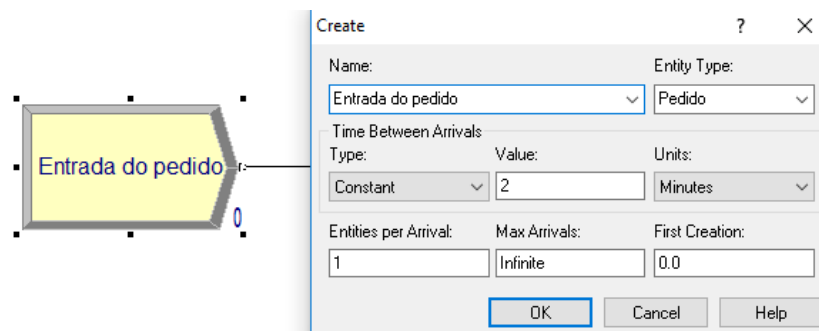 Entrada do pedido
0
Create ? X
Name: Entity Type:
Entrada do pedido Pedido
Time Between Arrivals
Type: Value: Units:
Constant 2 Minutes
Entities per Arrival: Max Arrivals: First Creation:
1 Infinite 0.0
OK Cancel Help